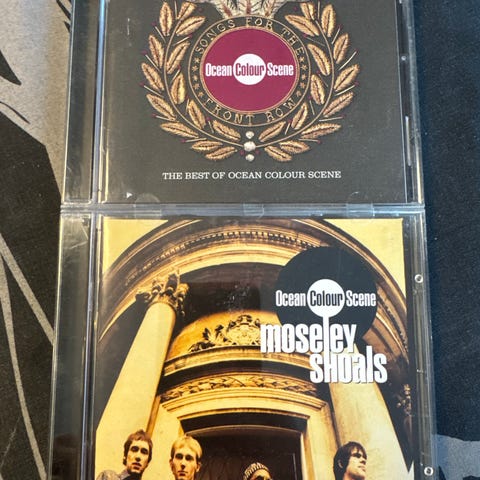 SONGS FOR THE
Ocean Colour Scene
FRONT ROW
THE BEST OF OCEAN COLOUR SCENE
Ocean Colour Scene
moseley
shoals